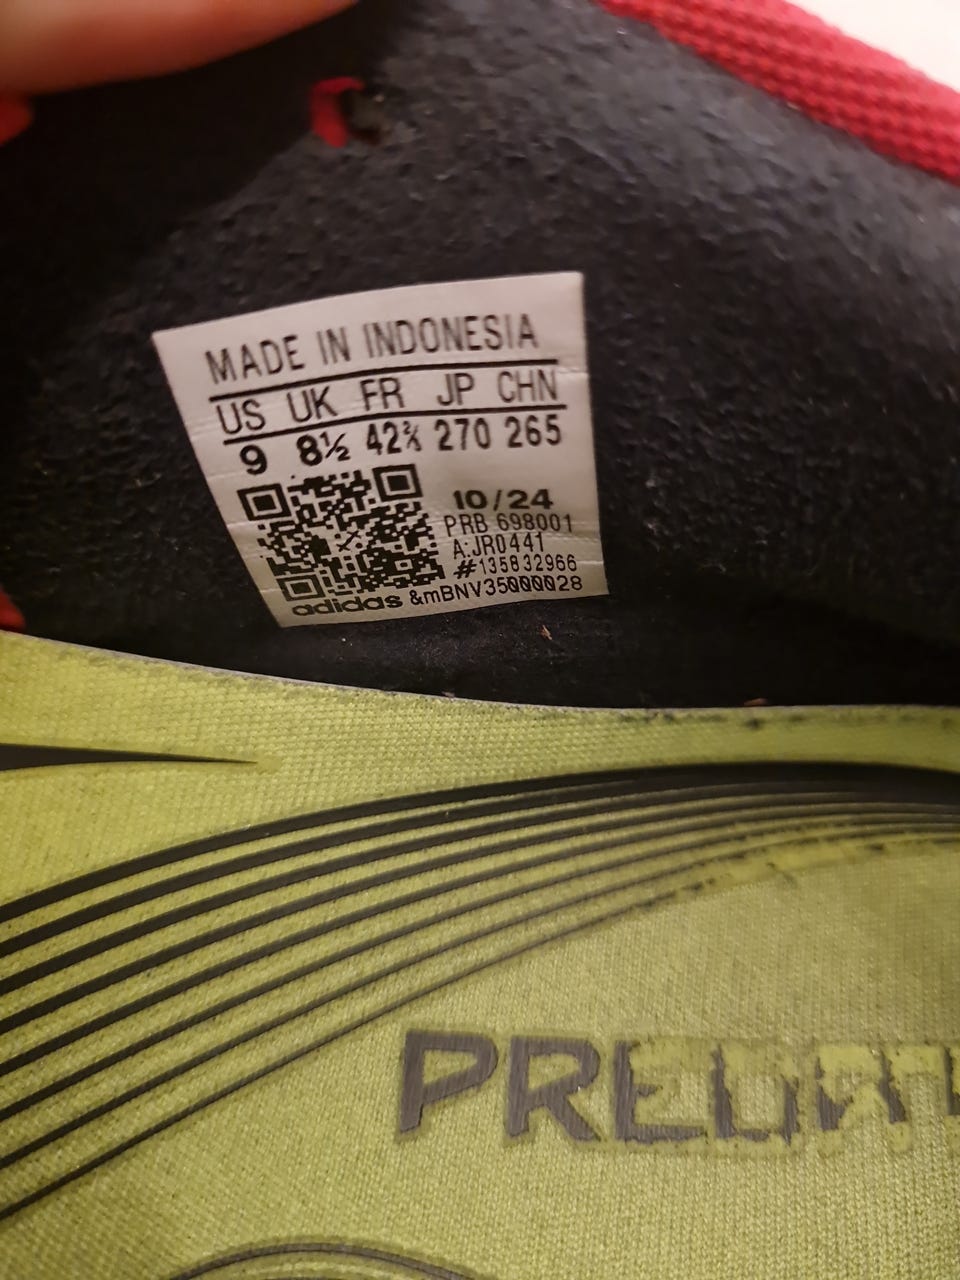 MADE IN INDONESIA
US UK FR JP CHN
9 8½ 42⅔ 270 265
10/24
PRB 698001
A:JR0441
#135832966
adidas &mBNV35000028